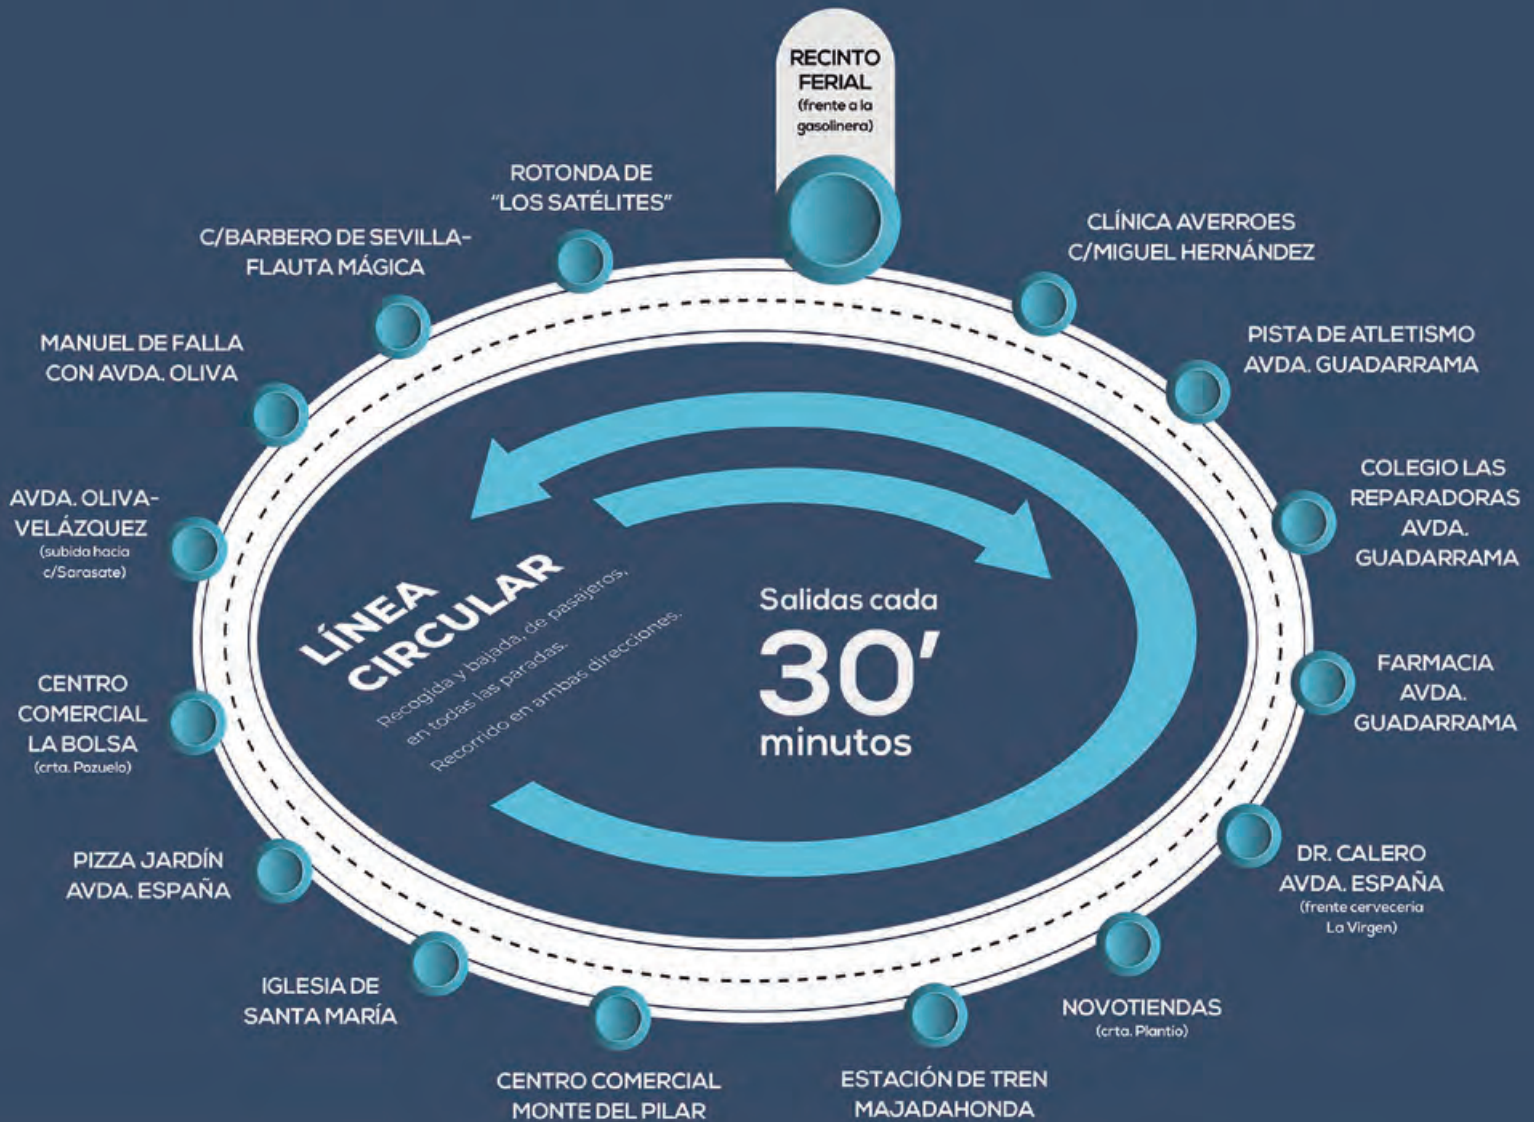 RECINTO
FERIAL
(frente a la
gasolinera)
CLÍNICA AVERROES
C/MIGUEL HERNÁNDEZ
PISTA DE ATLETISMO
AVDA. GUADARRAMA
COLEGIO LAS
REPARADORAS
AVDA.
GUADARRAMA
FARMACIA
AVDA.
GUADARRAMA
DR. CALERO
AVDA. ESPAÑA
(frente cerveceria
La Virgen)
NOVOTIENDAS
(crta. Plantio)
ESTACIÓN DE TREN
MAJADAHONDA
CENTRO COMERCIAL
MONTE DEL PILAR
IGLESIA DE
SANTA MARÍA
PIZZA JARDÍN
AVDA. ESPAÑA
CENTRO
COMERCIAL
LA BOLSA
(crta. Pozuelo)
AVDA. OLIVA-
VELÁZQUEZ
(subida hacia
c/Sarasate)
MANUEL DE FALLA
CON AVDA. OLIVA
C/BARBERO DE SEVILLA-
FLAUTA MÁGICA
ROTONDA DE
“LOS SATÉLITES”
LÍNEA
CIRCULAR
Recogida y bajada, de pasajeros,
en todas las paradas.
Recorrido en ambas direcciones.
Salidas cada
30’
minutos